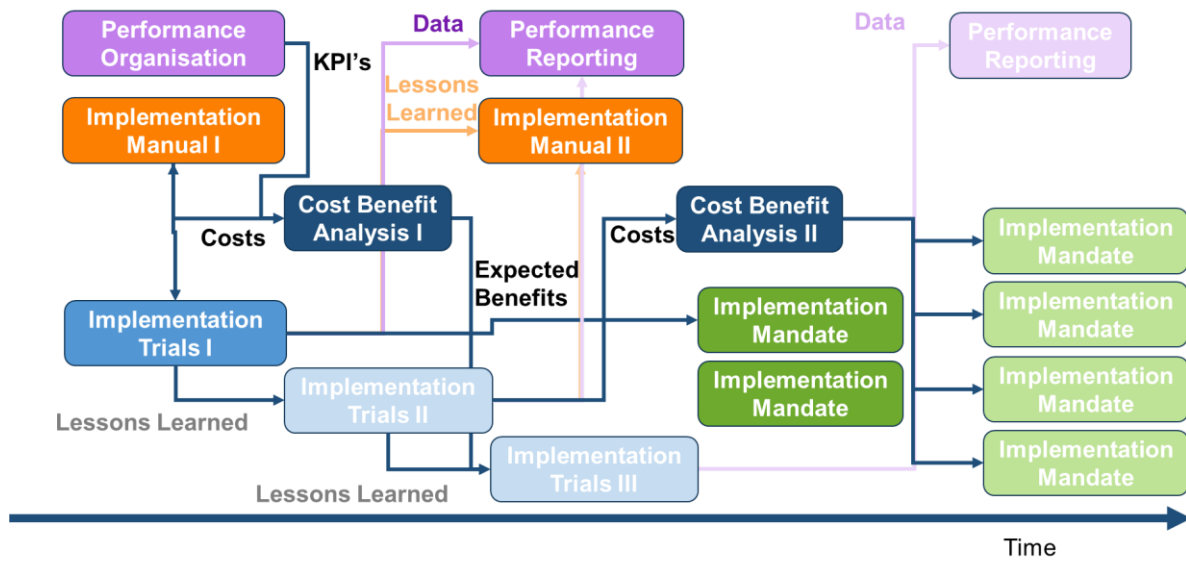 Performance
Organisation
KPI's
Data
Performance
Reporting
Data
Performance
Reporting
Implementation
Manual I
Lessons
Learned
Implementation
Manual II
Costs
Cost Benefit
Analysis I
Expected
Benefits
Costs
Cost Benefit
Analysis II
Implementation
Mandate
Implementation
Trials I
Implementation
Mandate
Implementation
Mandate
Lessons Learned
Implementation
Trials II
Implementation
Mandate
Implementation
Mandate
Lessons Learned
Implementation
Trials III
Implementation
Mandate
Time